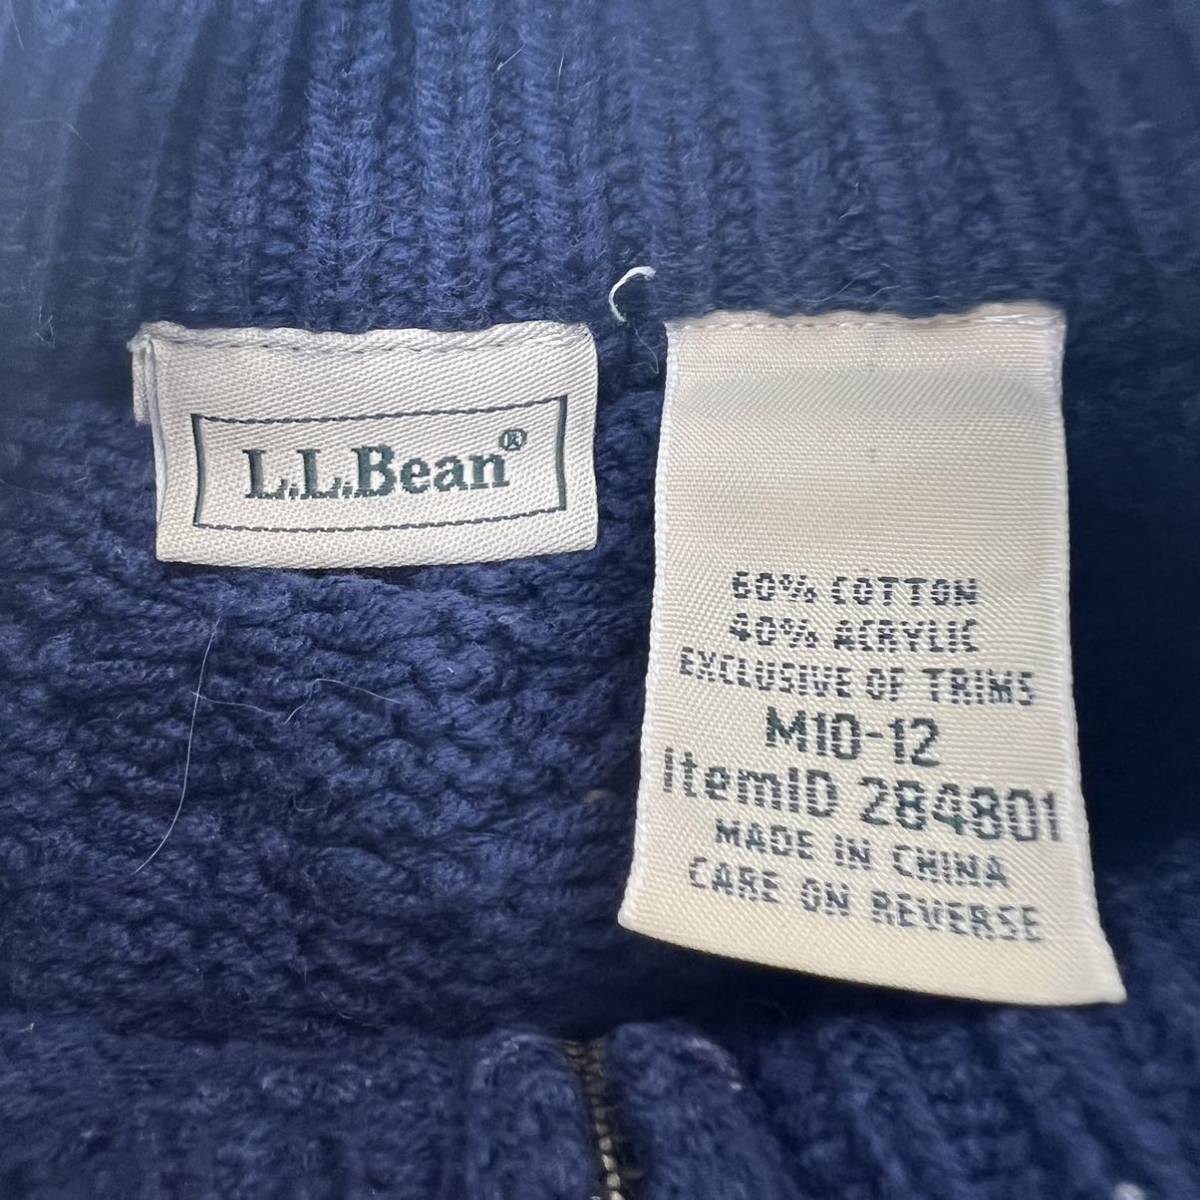 L.L.Bean®
60% COTTON
40% ACRYLIC
EXCLUSIVE OF TRIMS
M10-12
ItemID 284801
MADE IN CHINA
CARE ON REVERSE